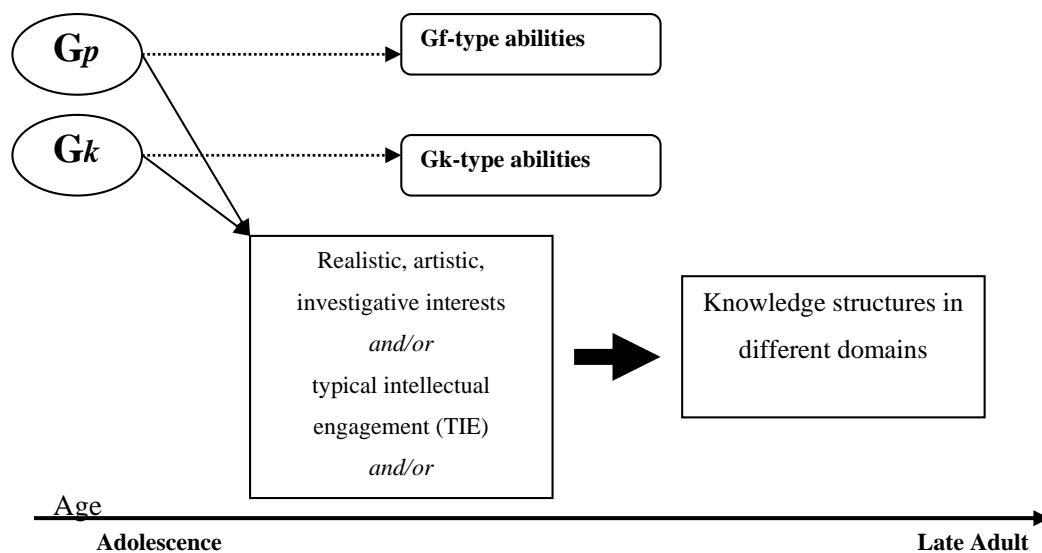 Gp
Gf-type abilities
Gk
Gk-type abilities
Realistic, artistic,
investigative interests
and/or
typical intellectual
engagement (TIE)
and/or
Knowledge structures in
different domains
Age
Adolescence
Late Adult